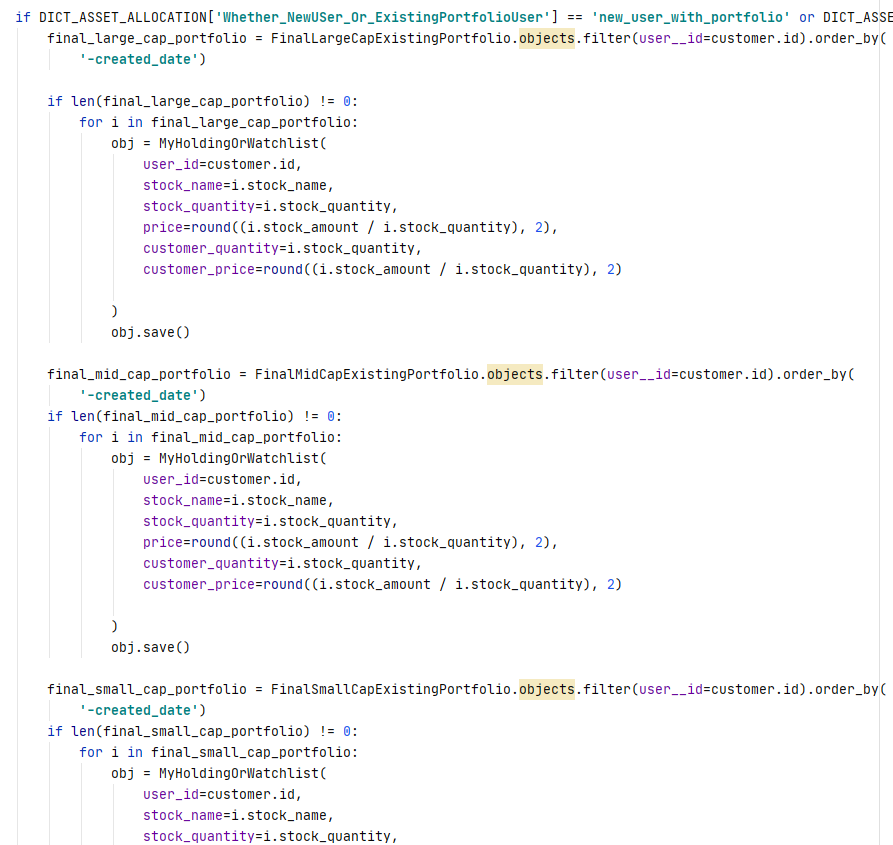 if DICT_ASSET_ALLOCATION['Whether_NewUSer_Or_ExistingPortfolioUser'] == 'new_user_with_portfolio' or DICT_ASSE
final_large_cap_portfolio = FinalLargeCapExistingPortfolio.objects.filter(user__id=customer.id).order_by(
'-created_date')
if len(final_large_cap_portfolio) != 0:
for i in final_large_cap_portfolio:
obj = MyHoldingOrWatchlist(
user_id=customer.id,
stock_name=i.stock_name,
stock_quantity=i.stock_quantity,
price=round((i.stock_amount / i.stock_quantity), 2),
customer_quantity=i.stock_quantity,
customer_price=round((i.stock_amount / i.stock_quantity), 2)
)
obj.save()
final_mid_cap_portfolio = FinalMidCapExistingPortfolio.objects.filter(user__id=customer.id).order_by(
'-created_date')
if len(final_mid_cap_portfolio) != 0:
for i in final_mid_cap_portfolio:
obj = MyHoldingOrWatchlist(
user_id=customer.id,
stock_name=i.stock_name,
stock_quantity=i.stock_quantity,
price=round((i.stock_amount / i.stock_quantity), 2),
customer_quantity=i.stock_quantity,
customer_price=round((i.stock_amount / i.stock_quantity), 2)
)
obj.save()
final_small_cap_portfolio = FinalSmallCapExistingPortfolio.objects.filter(user__id=customer.id).order_by(
'-created_date')
if len(final_small_cap_portfolio) != 0:
for i in final_small_cap_portfolio:
obj = MyHoldingOrWatchlist(
user_id=customer.id,
stock_name=i.stock_name,
stock_quantity=i.stock_quantity,